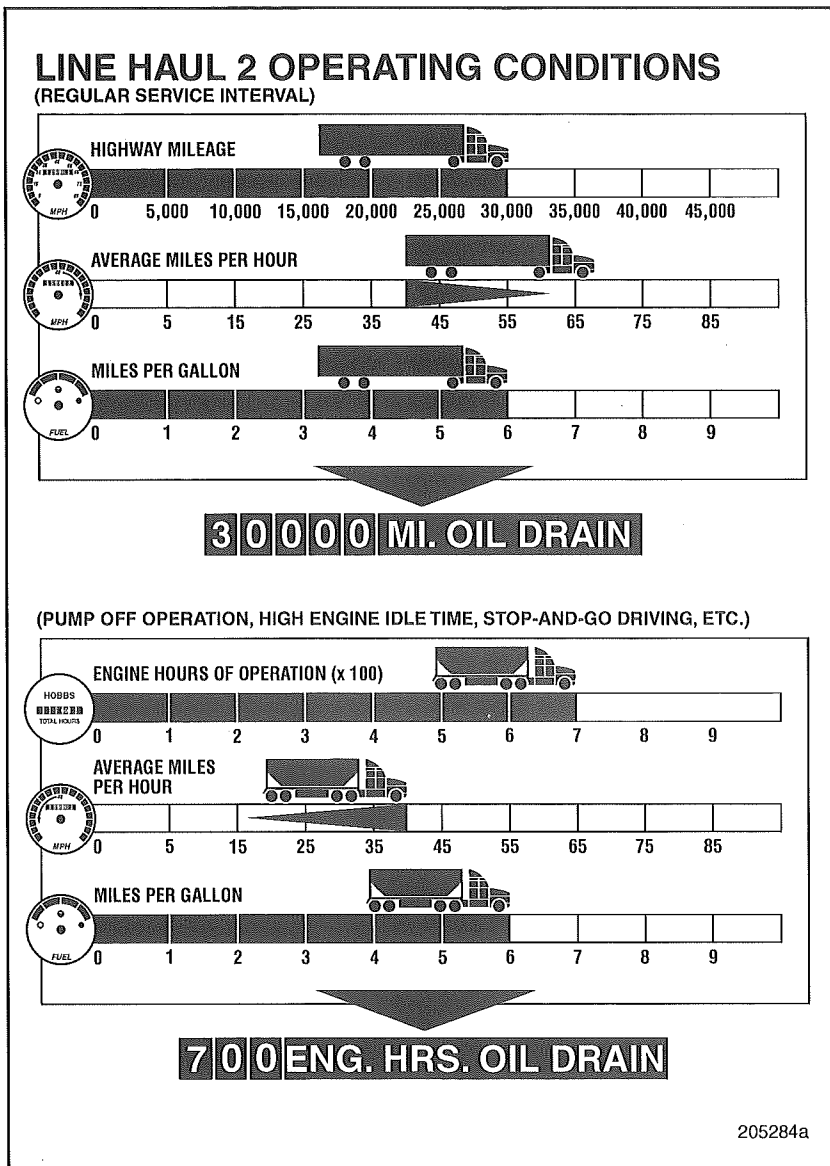 LINE HAUL 2 OPERATING CONDITIONS
(REGULAR SERVICE INTERVAL)
HIGHWAY MILEAGE
MPH
0 5,000 10,000 15,000 20,000 25,000 30,000 35,000 40,000 45,000
AVERAGE MILES PER HOUR
MPH
0 5 15 25 35 45 55 65 75 85
MILES PER GALLON
FUEL
0 1 2 3 4 5 6 7 8 9
30000 MI. OIL DRAIN
(PUMP OFF OPERATION, HIGH ENGINE IDLE TIME, STOP-AND-GO DRIVING, ETC.)
ENGINE HOURS OF OPERATION (x 100)
HOBBS
TOTAL HOURS
0 1 2 3 4 5 6 7 8 9
AVERAGE MILES
PER HOUR
MPH
0 5 15 25 35 45 55 65 75 85
MILES PER GALLON
FUEL
0 1 2 3 4 5 6 7 8 9
700 ENG. HRS. OIL DRAIN
205284a